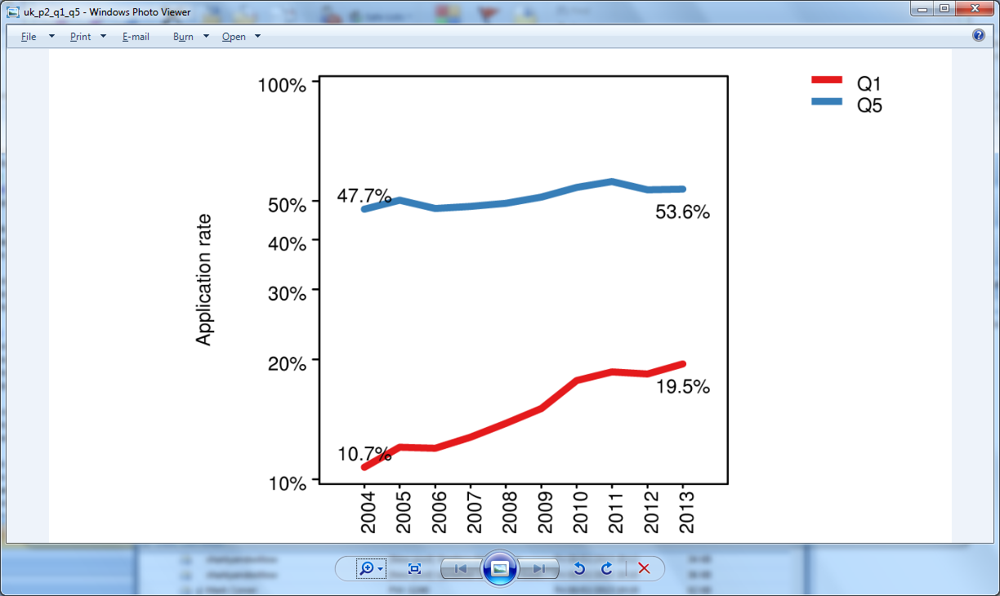 uk_p2_q1_q5 - Windows Photo Viewer
File Print E-mail Burn Open
100%
50%
40%
30%
20%
10%
Application rate
47.7%
53.6%
10.7%
19.5%
2004 2005 2006 2007 2008 2009 2010 2011 2012 2013
Q1
Q5